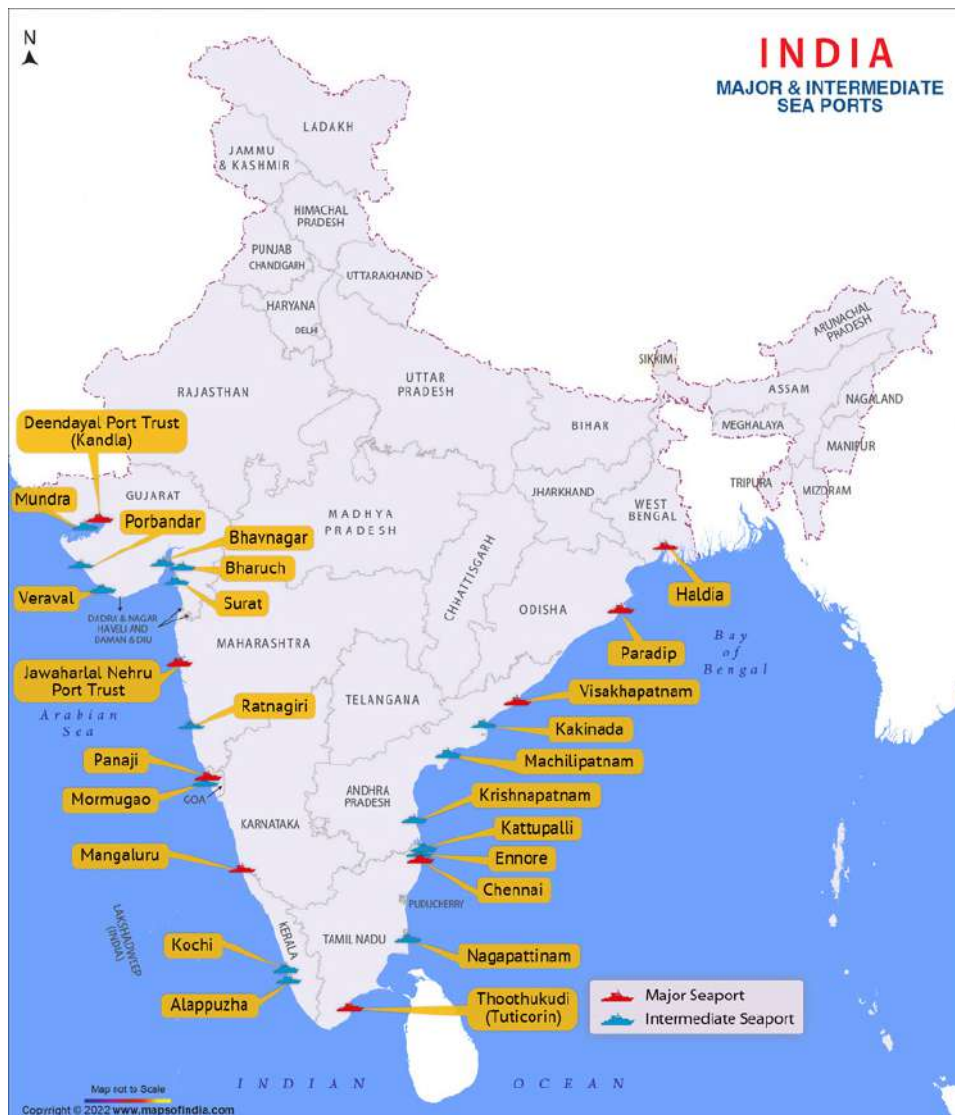 N
INDIA
MAJOR & INTERMEDIATE
SEA PORTS
LADAKH
JAMMU
& KASHMIR
HIMACHAL
PRADESH
PUNJAB
CHANDIGARH
UTTARAKHAND
HARYANA
DELHI
ARUNACHAL
PRADESH
SIKKIM
RAJASTHAN
UTTAR
PRADESH
ASSAM
NAGALAND
BIHAR
MEGHALAYA
MANIPUR
Deendayal Port Trust
(Kandla)
TRIPURA
MIZORAM
JHARKHAND
WEST
BENGAL
Mundra
GUJARAT
Porbandar
MADHYA
PRADESH
Bhavnagar
Bharuch
CHHATTISGARH
Veraval
Surat
Haldia
ODISHA
DADRA & NAGAR
HAVELI AND
DAMAN & DIU
MAHARASHTRA
Paradip
Bay
of
Bengal
Jawaharlal Nehru
Port Trust
Visakhapatnam
TELANGANA
Ratnagiri
Arabian
Sea
Kakinada
Panaji
Machilipatnam
Mormugao
GOA
ANDHRA
PRADESH
Krishnapatnam
KARNATAKA
Kattupalli
Mangaluru
Ennore
Chennai
PUDUCHERRY
LAKSHADWEEP
(INDIA)
KERALA
TAMIL NADU
Kochi
Nagapattinam
Alappuzha
Thoothukudi
(Tuticorin)
Major Seaport
Intermediate Seaport
INDIAN OCEAN
Map not to Scale
Copyright © 2022 www.mapsofindia.com